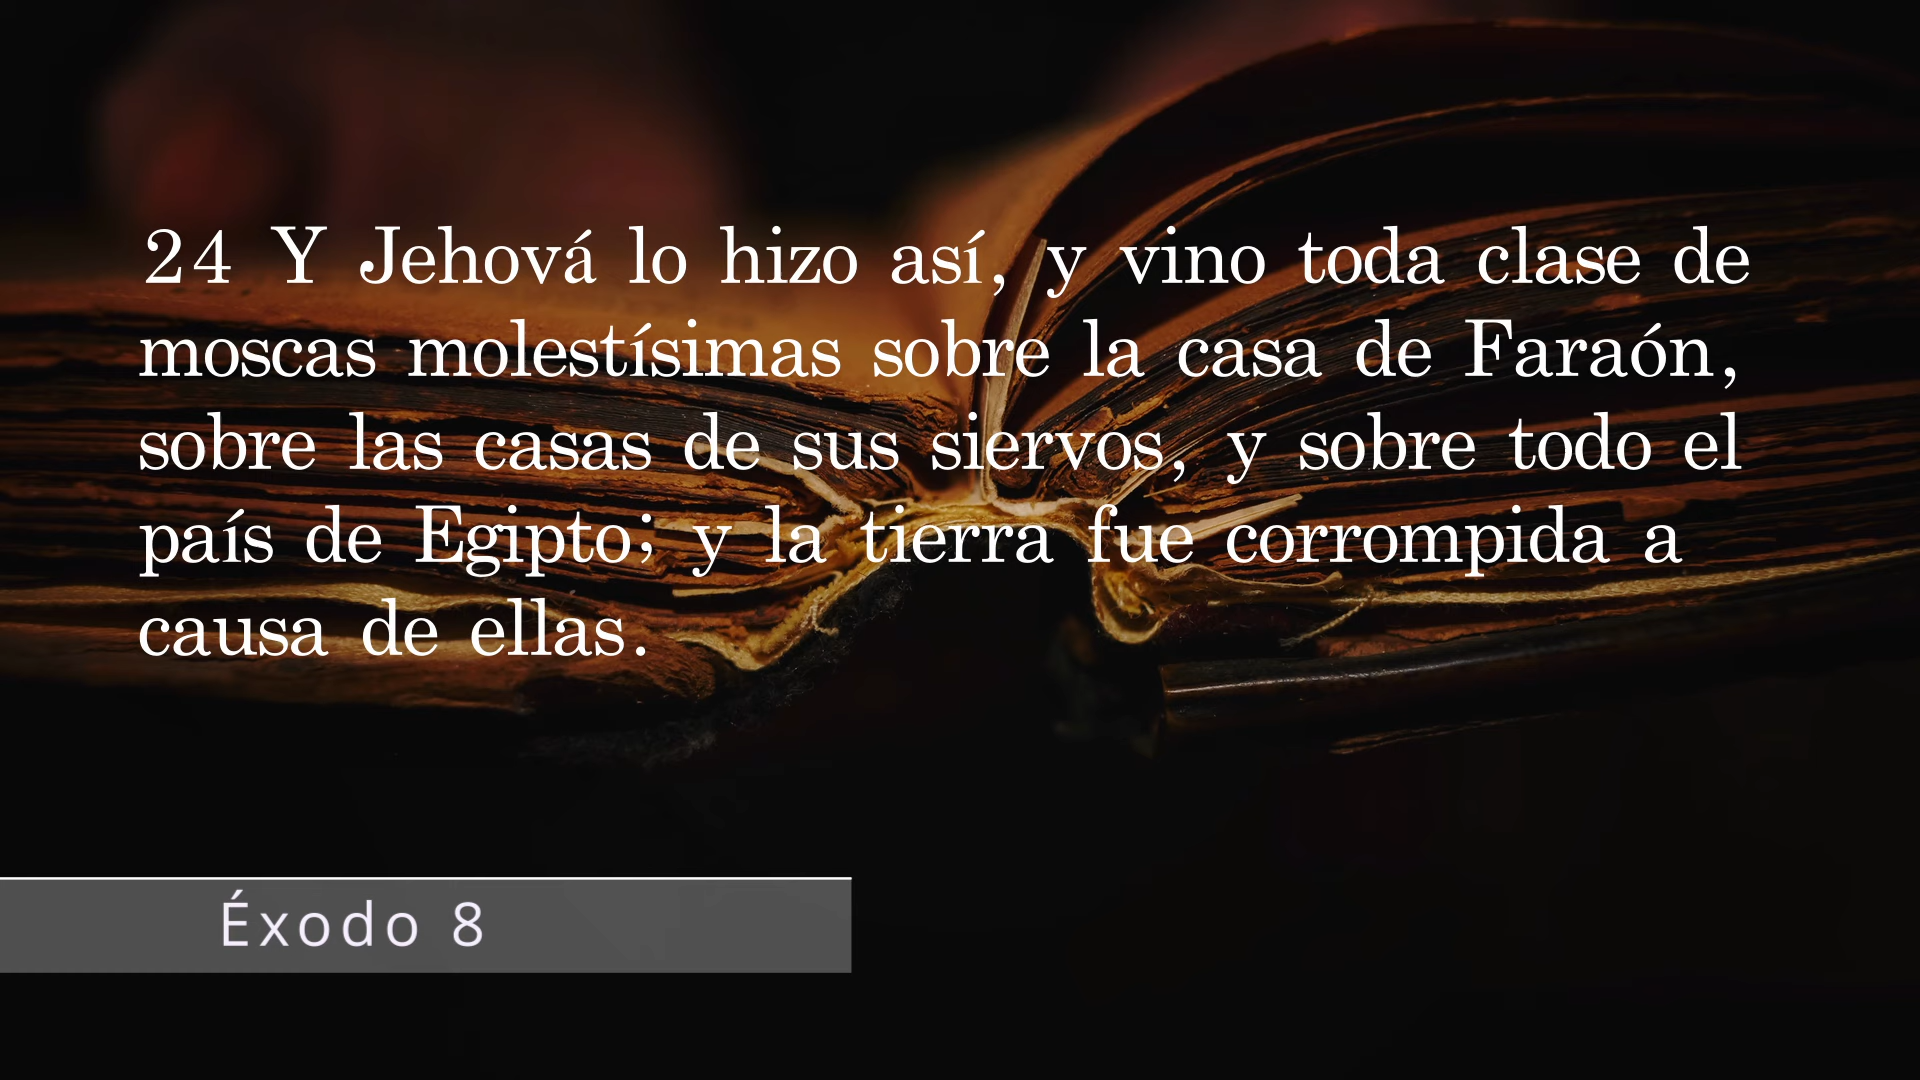 24 Y Jehová lo hizo así, y vino toda clase de
moscas molestísimas sobre la casa de Faraón,
sobre las casas de sus siervos, y sobre todo el
país de Egipto; y la tierra fue corrompida a
causa de ellas.
Éxodo 8